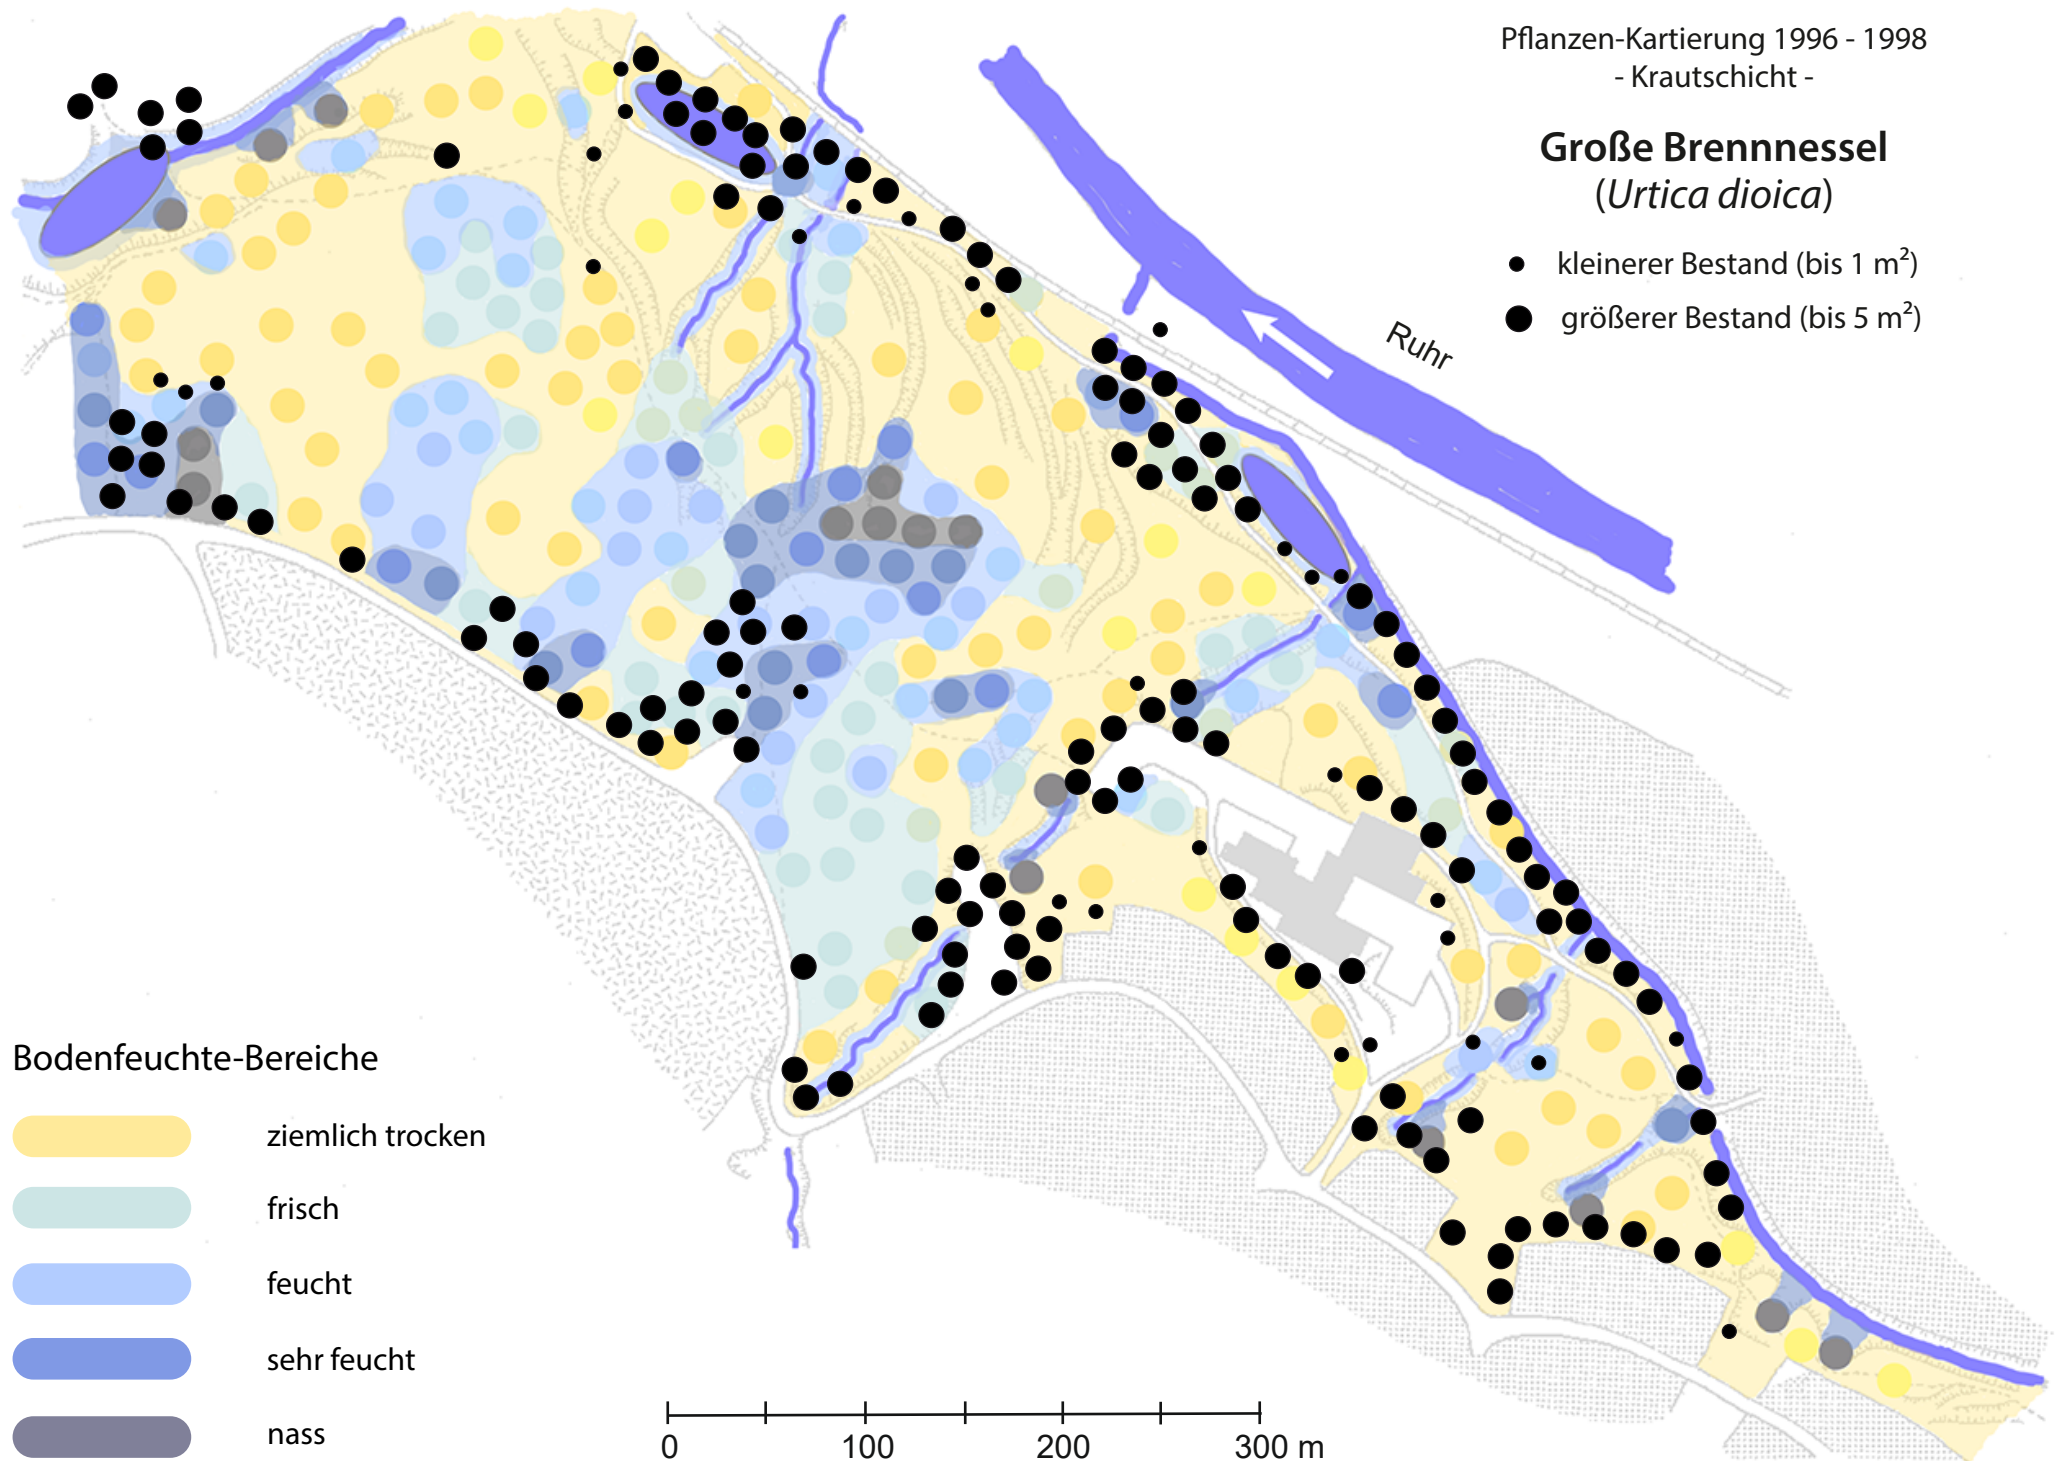 Pflanzen-Kartierung 1996 - 1998
- Krautschicht -
Große Brennnessel
(Urtica dioica)
kleinerer Bestand (bis 1 m²)
größerer Bestand (bis 5 m²)
Ruhr
Bodenfeuchte-Bereiche
ziemlich trocken
frisch
feucht
sehr feucht
nass
0 100 200 300 m